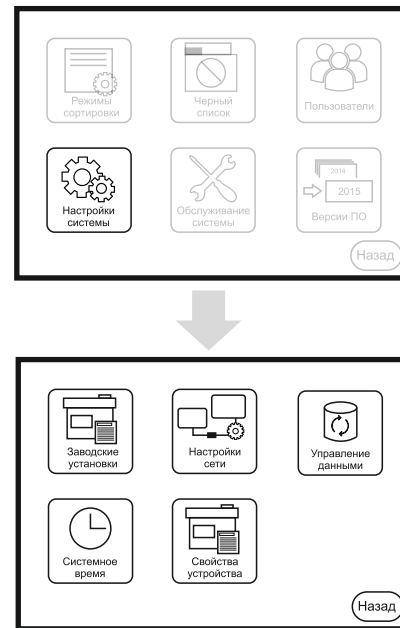 Режимы
сортировки
Черный
список
Пользователи
Настройки
системы
Обслуживание
системы
2014
2015
Версии ПО
Назад
Заводские
установки
Настройки
сети
Управление
данными
Системное
время
Свойства
устройства
Назад